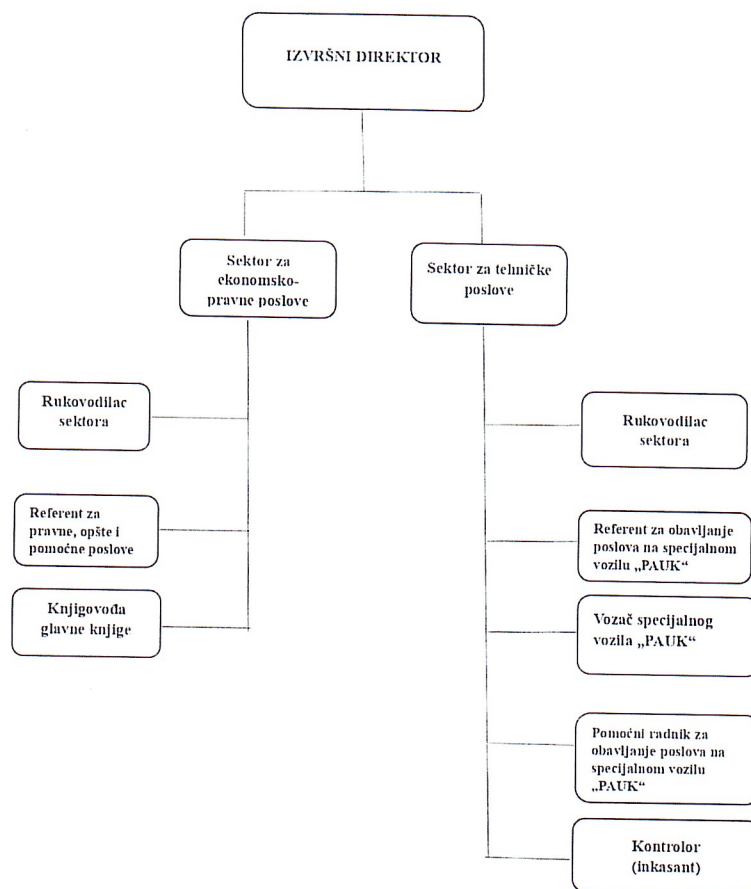 IZVRŠNI DIREKTOR
Sektor za
ekonomsko-
pravne poslove
Sektor za tehničke
poslove
Rukovodilac
sektora
Referent za
pravne, opšte i
pomoćne poslove
Knjigovođa
glavne knjige
Rukovodilac
sektora
Referent za obavljanje
poslova na specijalnom
vozilu „PAUK“
Vozač specijalnog
vozila „PAUK“
Pomoćni radnik za
obavljanje poslova na
specijalnom vozilu
„PAUK“
Kontrolor
(inkasant)